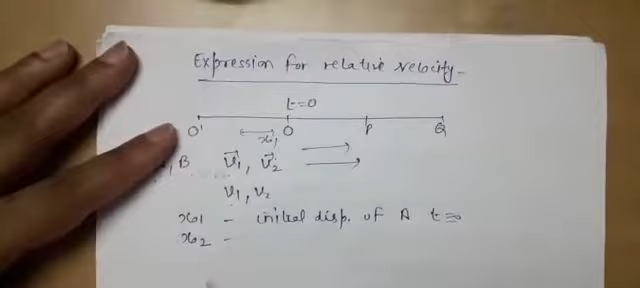 Expression for relative velocity-
t=0
O' x01 O P Q
, B v⃗1, v⃗2
v1, v2
x01 - initial disp. of A t=0
x02 -